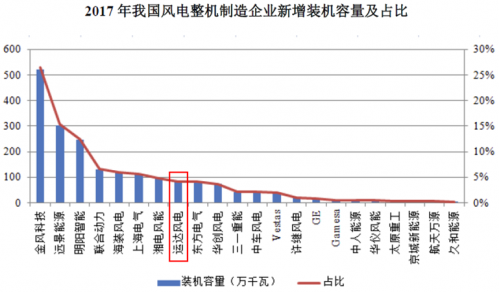 2017 年我国风电整机制造企业新增装机容量及占比
600
500
400
300
200
100
0
30%
25%
20%
15%
10%
5%
0%
金风科技
远景能源
明阳智能
联合动力
海装风电
上海电气
湘电风能
运达风电
东方电气
华创风电
三一重能
中车风电
Vestas
许继风电
GE
Gamesa
中人能源
华仪风能
太原重工
京城新能源
航天万源
久和能源
装机容量（万千瓦）
占比